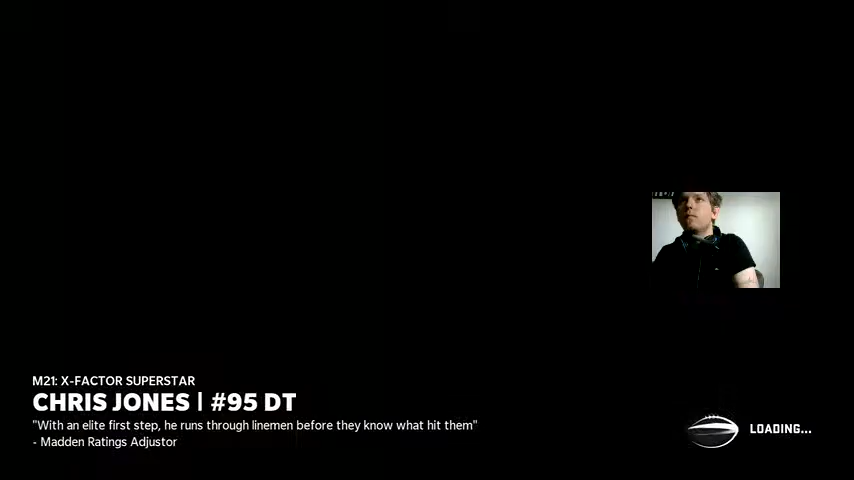 M21: X-FACTOR SUPERSTAR
CHRIS JONES | #95 DT
"With an elite first step, he runs through linemen before they know what hit them"
- Madden Ratings Adjustor
LOADING...